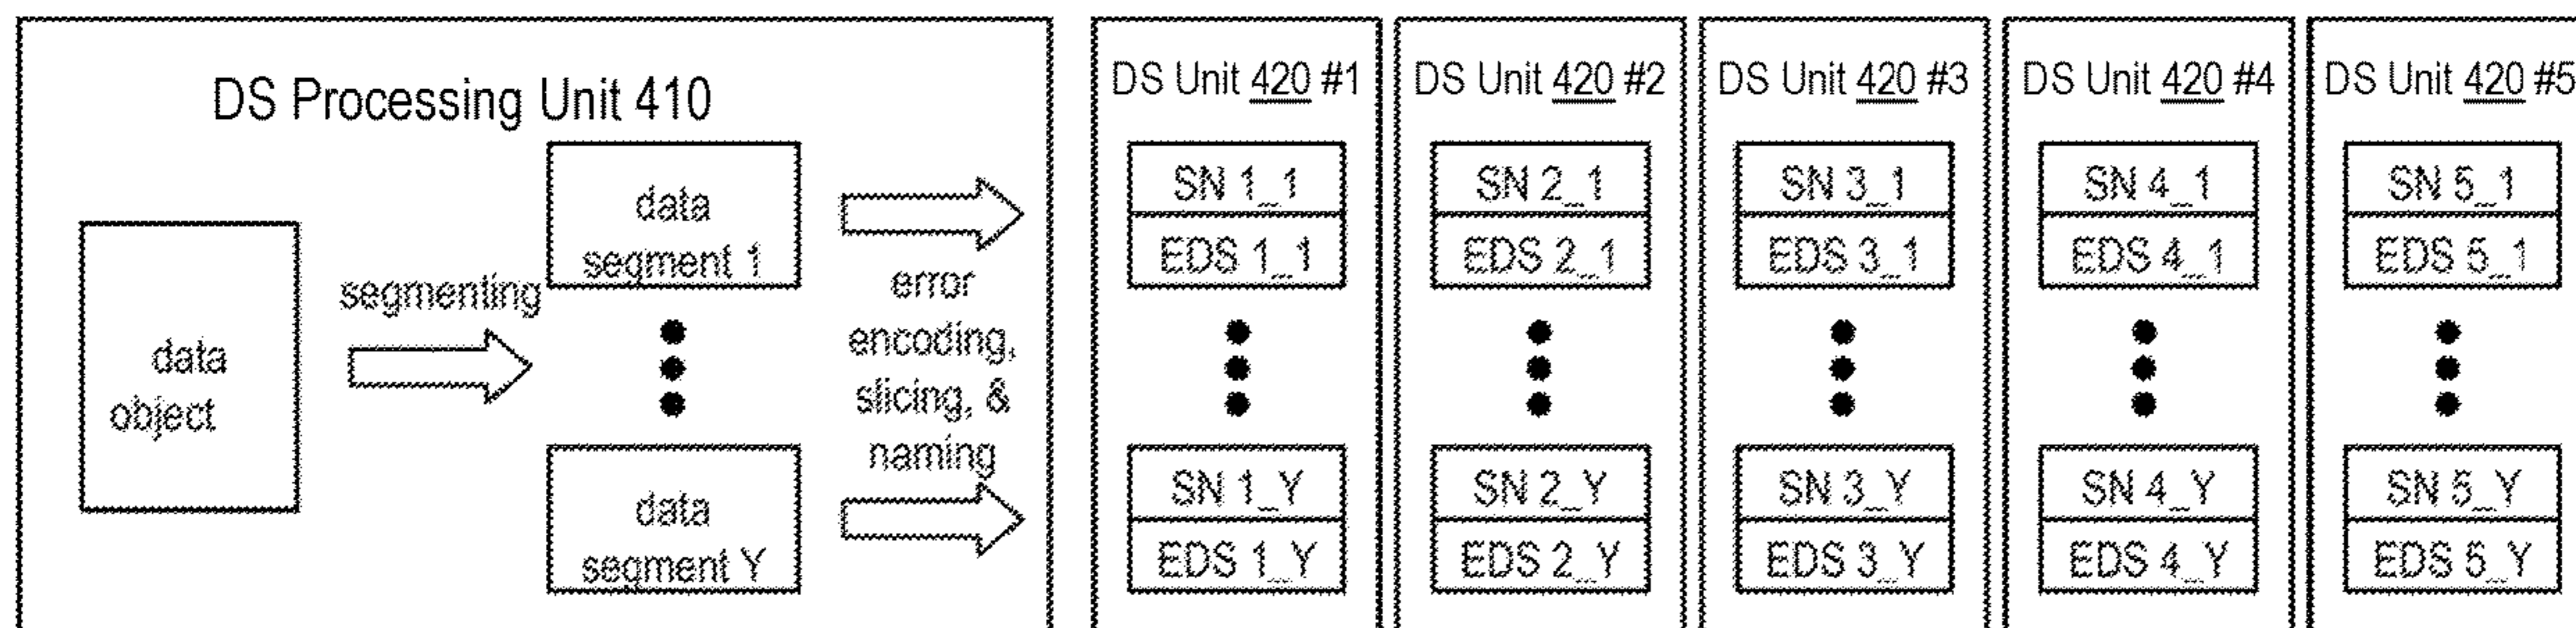 DS Processing Unit 410
data
object
segmenting
data
segment 1
data
segment Y
error
encoding,
slicing, &
naming
DS Unit 420 #1
SN 1_1
EDS 1_1
SN 1_Y
EDS 1_Y
DS Unit 420 #2
SN 2_1
EDS 2_1
SN 2_Y
EDS 2_Y
DS Unit 420 #3
SN 3_1
EDS 3_1
SN 3_Y
EDS 3_Y
DS Unit 420 #4
SN 4_1
EDS 4_1
SN 4_Y
EDS 4_Y
DS Unit 420 #5
SN 5_1
EDS 5_1
SN 5_Y
EDS 5_Y